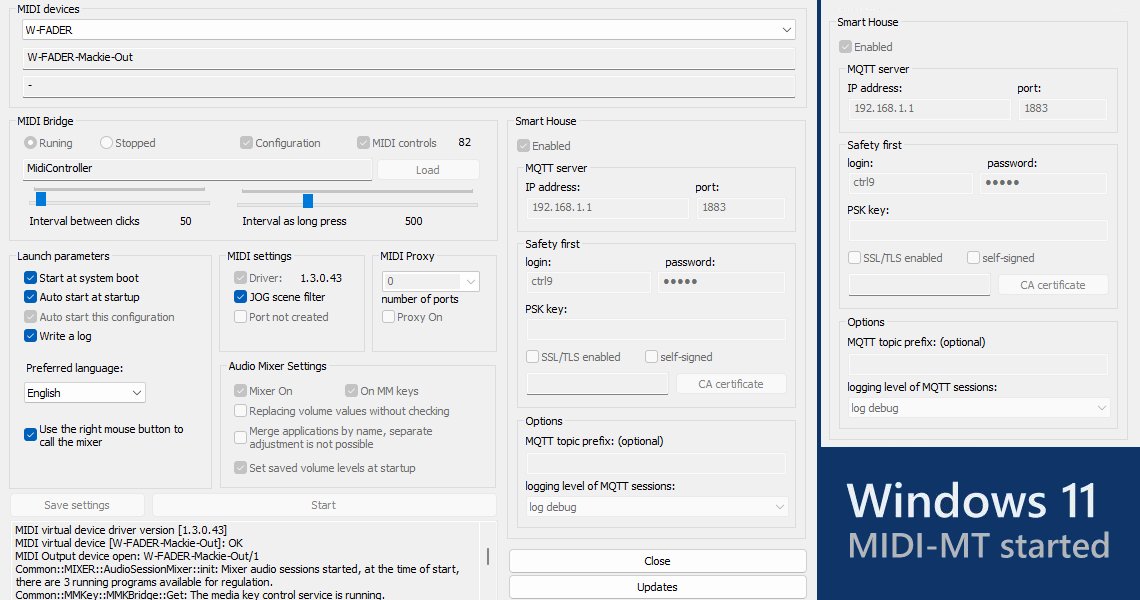 MIDI devices
W-FADER
W-FADER-Mackie-Out
-
MIDI Bridge
Runing
Stopped
Configuration
MIDI controls
82
MidiController
Load
Interval between clicks
50
Interval as long press
500
Launch parameters
Start at system boot
Auto start at startup
Auto start this configuration
Write a log
Preferred language:
English
Use the right mouse button to
call the mixer
MIDI settings
Driver:
1.3.0.43
JOG scene filter
Port not created
MIDI Proxy
0
number of ports
Proxy On
Audio Mixer Settings
Mixer On
On MM keys
Replacing volume values without checking
Merge applications by name, separate
adjustment is not possible
Set saved volume levels at startup
Save settings
Start
MIDI virtual device driver version [1.3.0.43]
MIDI virtual device [W-FADER-Mackie-Out]: OK
MIDI Output device open: W-FADER-Mackie-Out/1
Common::MIXER::AudioSessionMixer::init: Mixer audio sessions started, at the time of start,
there are 3 running programs available for regulation.
Common::MMKey::MMKBridge::Get: The media key control service is running.
Smart House
Enabled
MQTT server
IP address:
port:
192.168.1.1
1883
Safety first
login:
password:
ctrl9
•••••
PSK key:
SSL/TLS enabled
self-signed
CA certificate
Options
MQTT topic prefix: (optional)
logging level of MQTT sessions:
log debug
Close
Updates
Smart House
Enabled
MQTT server
IP address:
port:
192.168.1.1
1883
Safety first
login:
password:
ctrl9
•••••
PSK key:
SSL/TLS enabled
self-signed
CA certificate
Options
MQTT topic prefix: (optional)
logging level of MQTT sessions:
log debug
Windows 11
MIDI-MT started